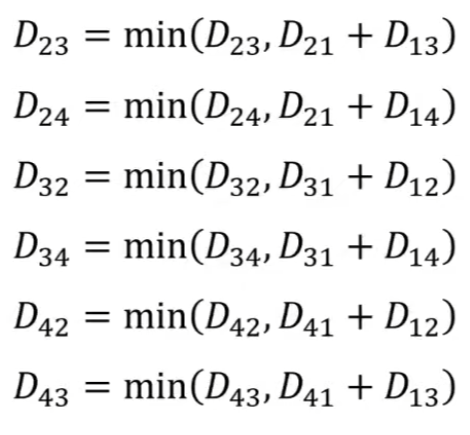 D₂₃ = min(D₂₃, D₂₁ + D₁₃)
D₂₄ = min(D₂₄, D₂₁ + D₁₄)
D₃₂ = min(D₃₂, D₃₁ + D₁₂)
D₃₄ = min(D₃₄, D₃₁ + D₁₄)
D₄₂ = min(D₄₂, D₄₁ + D₁₂)
D₄₃ = min(D₄₃, D₄₁ + D₁₃)